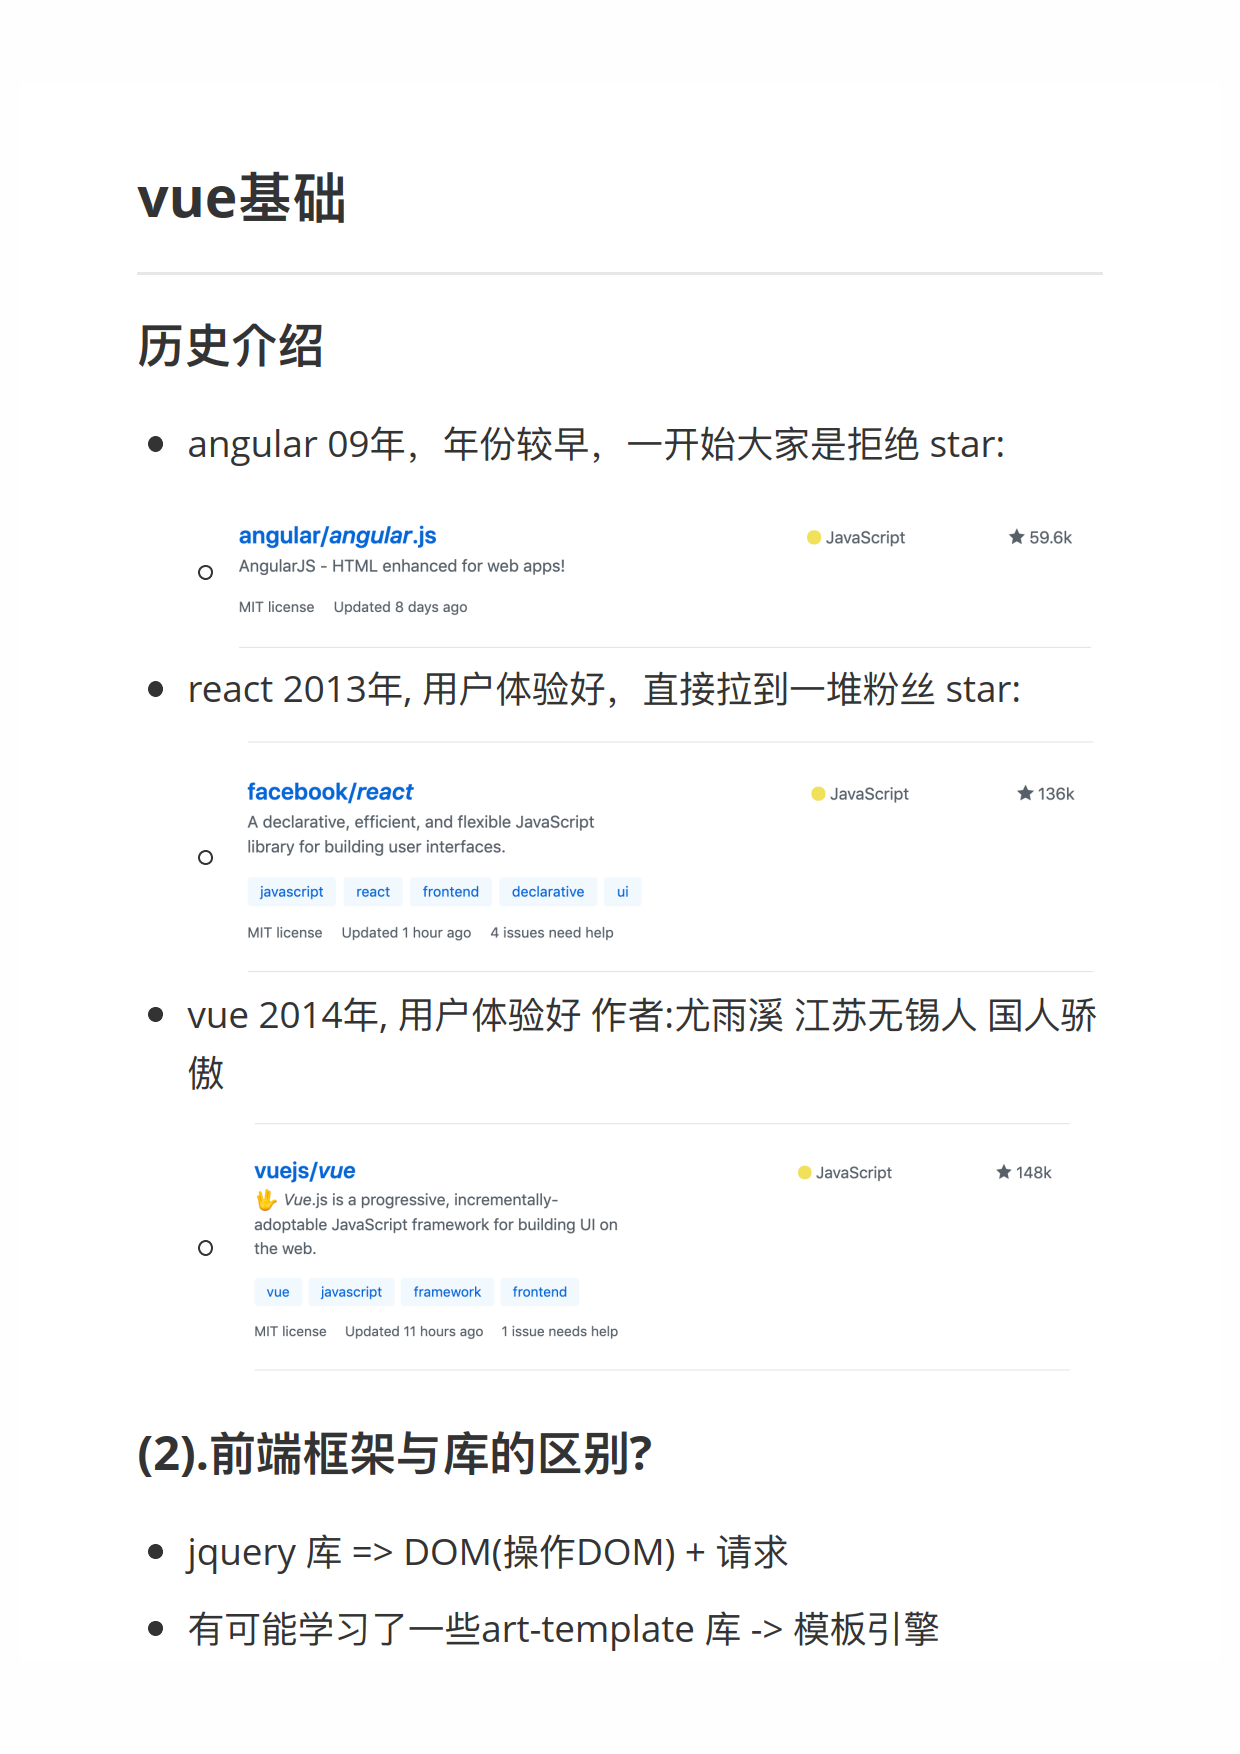 vue基础
历史介绍
angular 09年，年份较早，一开始大家是拒绝 star:
angular/angular.js JavaScript 59.6k
AngularJS - HTML enhanced for web apps!
MIT license Updated 8 days ago
react 2013年, 用户体验好，直接拉到一堆粉丝 star:
facebook/react JavaScript 136k
A declarative, efficient, and flexible JavaScript
library for building user interfaces.
javascript react frontend declarative ui
MIT license Updated 1 hour ago 4 issues need help
vue 2014年, 用户体验好 作者:尤雨溪 江苏无锡人 国人骄
傲
vuejs/vue JavaScript 148k
🖖 Vue.js is a progressive, incrementally-
adoptable JavaScript framework for building UI on
the web.
vue javascript framework frontend
MIT license Updated 11 hours ago 1 issue needs help
(2).前端框架与库的区别?
jquery 库 => DOM(操作DOM) + 请求
有可能学习了一些art-template 库 -> 模板引擎